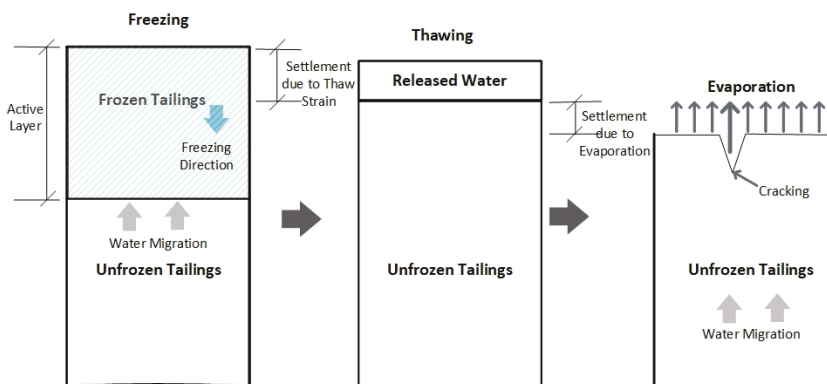 Freezing
Active
Layer
Frozen Tailings
Freezing
Direction
Water Migration
Unfrozen Tailings
Settlement
due to Thaw
Strain
Thawing
Released Water
Unfrozen Tailings
Settlement
due to
Evaporation
Evaporation
Cracking
Unfrozen Tailings
Water Migration